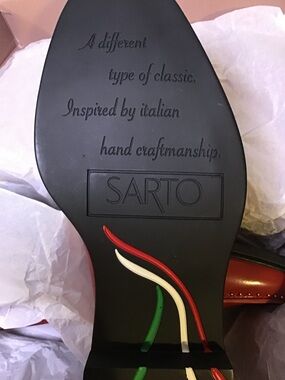 A different
type of classic.
Inspired by italian
hand craftmanship.
SARTO